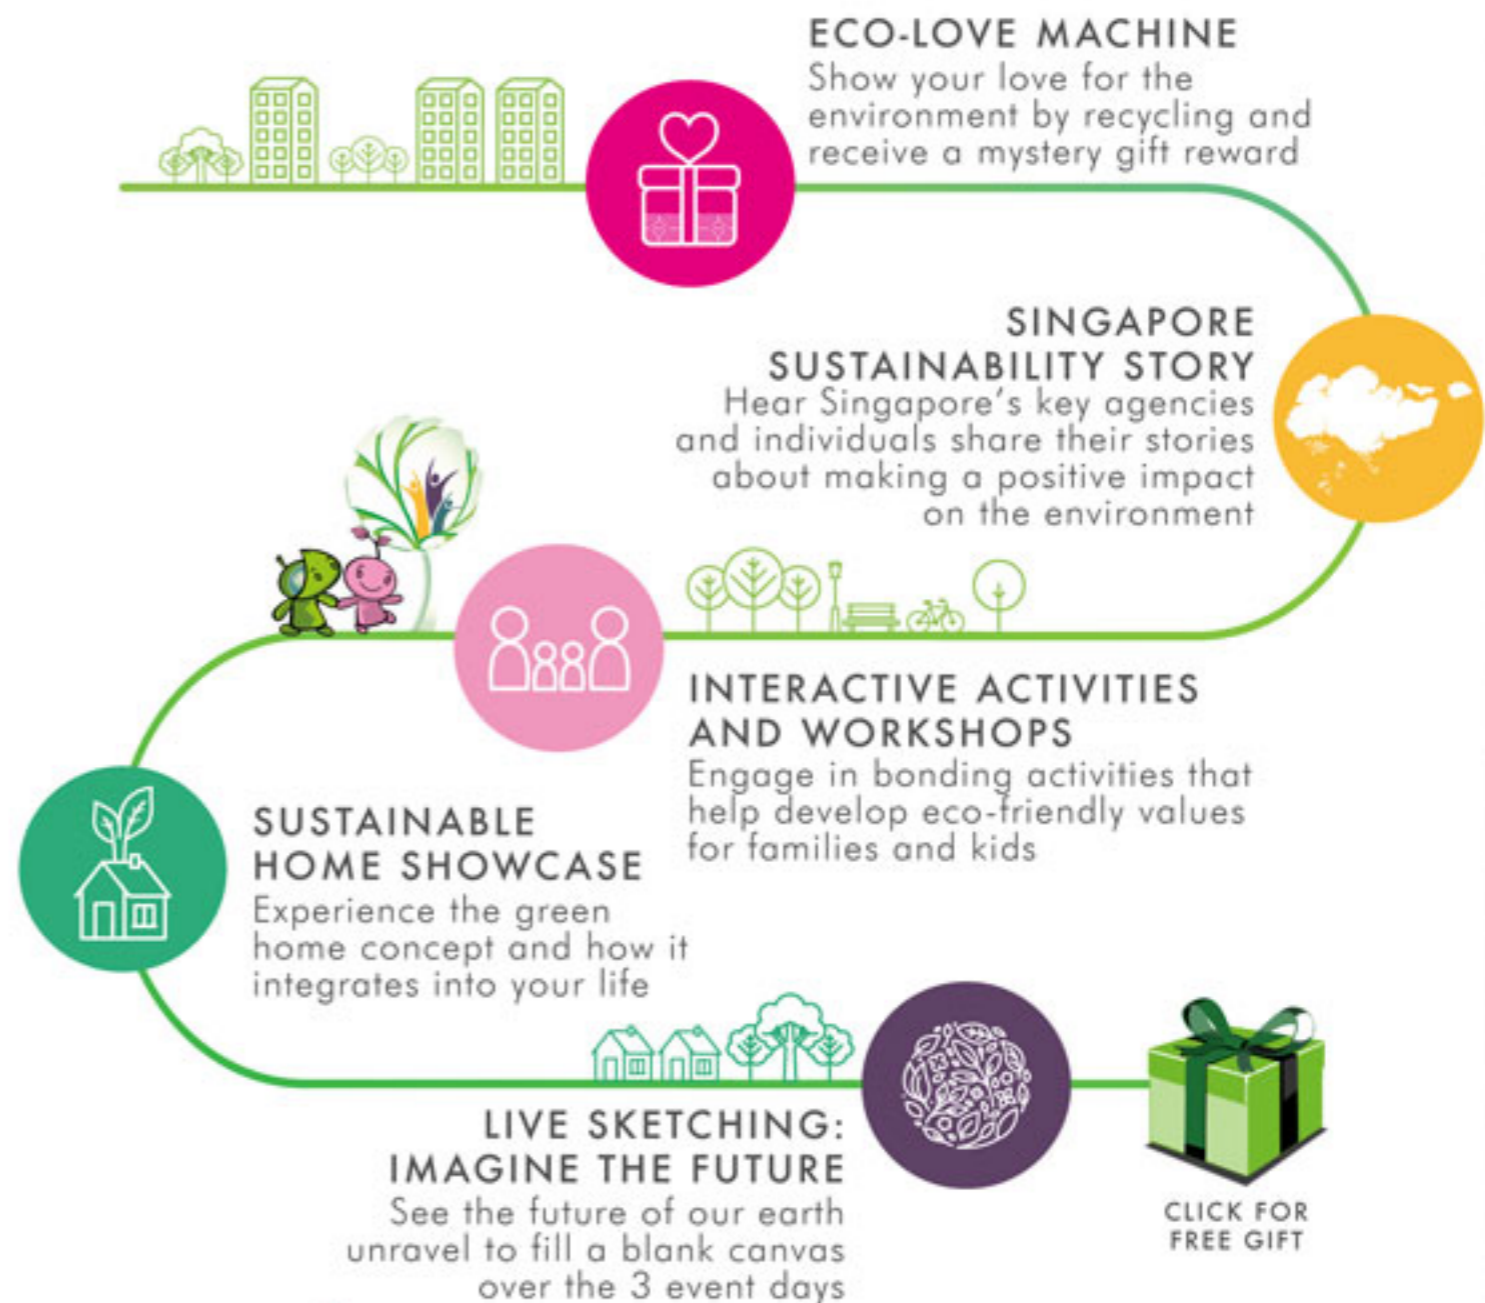 ECO-LOVE MACHINE
Show your love for the
environment by recycling and
receive a mystery gift reward
SINGAPORE
SUSTAINABILITY STORY
Hear Singapore's key agencies
and individuals share their stories
about making a positive impact
on the environment
INTERACTIVE ACTIVITIES
AND WORKSHOPS
Engage in bonding activities that
help develop eco-friendly values
for families and kids
SUSTAINABLE
HOME SHOWCASE
Experience the green
home concept and how it
integrates into your life
LIVE SKETCHING:
IMAGINE THE FUTURE
See the future of our earth
unravel to fill a blank canvas
over the 3 event days
CLICK FOR
FREE GIFT